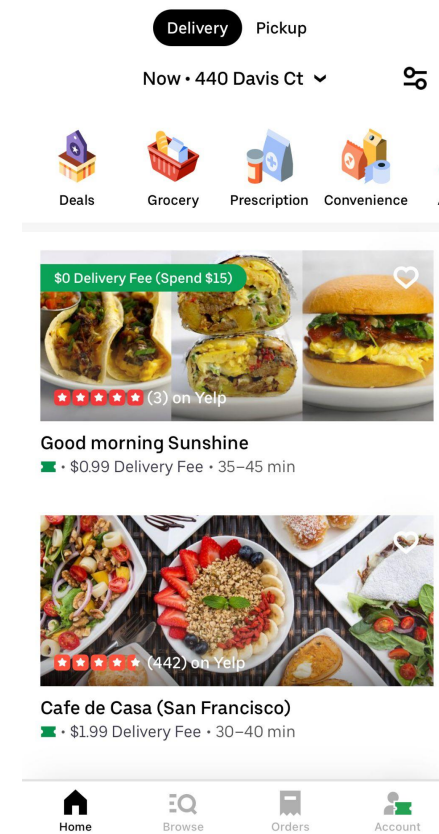 Delivery Pickup
Now • 440 Davis Ct
Deals Grocery Prescription Convenience
$0 Delivery Fee (Spend $15)
(3) on Yelp
Good morning Sunshine
• $0.99 Delivery Fee • 35–45 min
(442) on Yelp
Cafe de Casa (San Francisco)
• $1.99 Delivery Fee • 30–40 min
Home Browse Orders Account